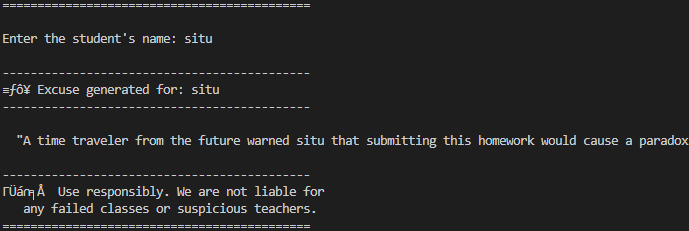 ===========================================
Enter the student's name: situ
-------------------------------------------
≡ƒô¥ Excuse generated for: situ
-------------------------------------------
"A time traveler from the future warned situ that submitting this homework would cause a paradox
-------------------------------------------
Use responsibly. We are not liable for
any failed classes or suspicious teachers.
===========================================